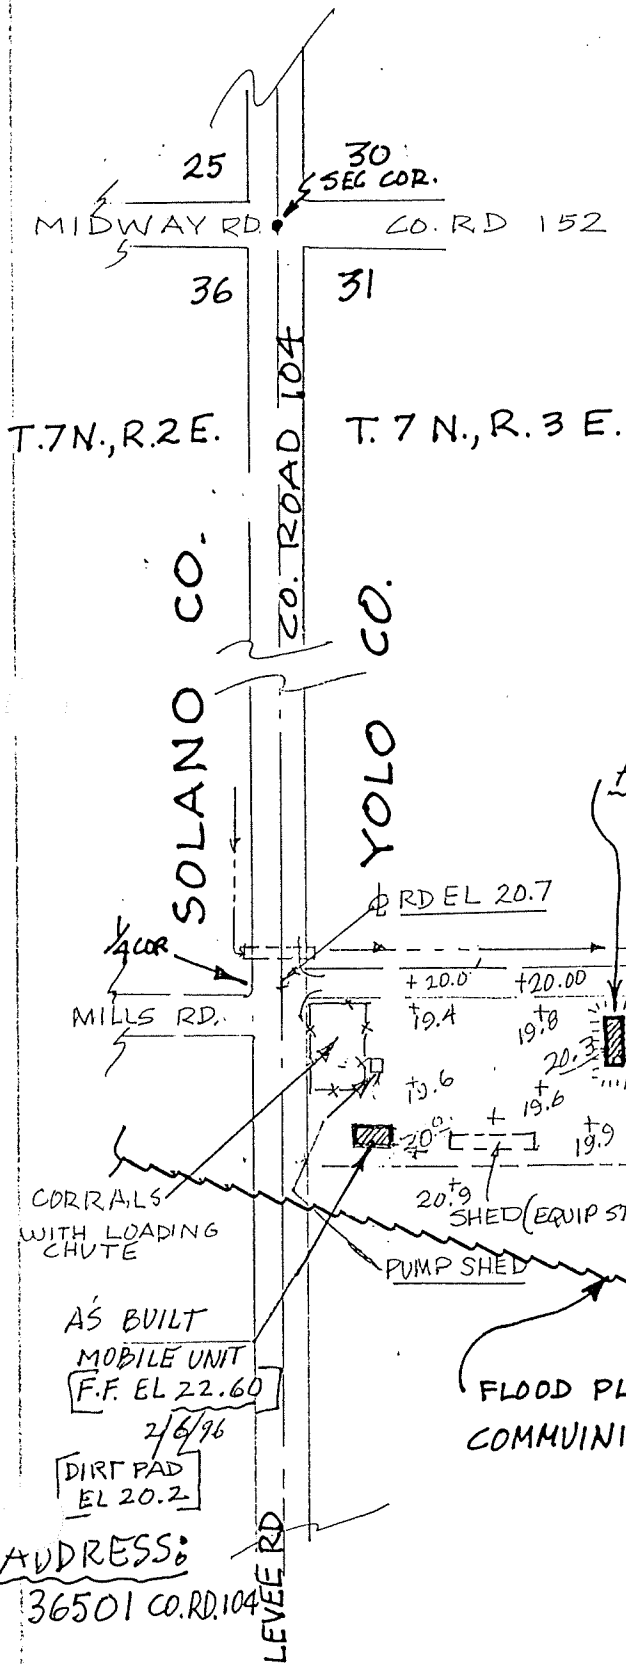 25
30
SEC COR.
MIDWAY RD.
CO. RD 152
36
31
CO. ROAD 104
T.7N., R.2E.
T. 7 N., R. 3 E.
SOLANO CO.
YOLO CO.
RD EL 20.7
1/4 COR
+20.0
+20.00
MILLS RD.
+19.4
+19.8
20.3
+19.6
+19.6
20.0
+19.9
CORRALS
WITH LOADING
CHUTE
20.9
SHED (EQUIP ST
PUMP SHED
AS BUILT
MOBILE UNIT
[F.F. EL 22.60]
2/6/96
FLOOD PL
COMMUINI
[DIRT PAD
EL 20.2]
ADDRESS:
36501 CO.RD.104
LEVEE RD